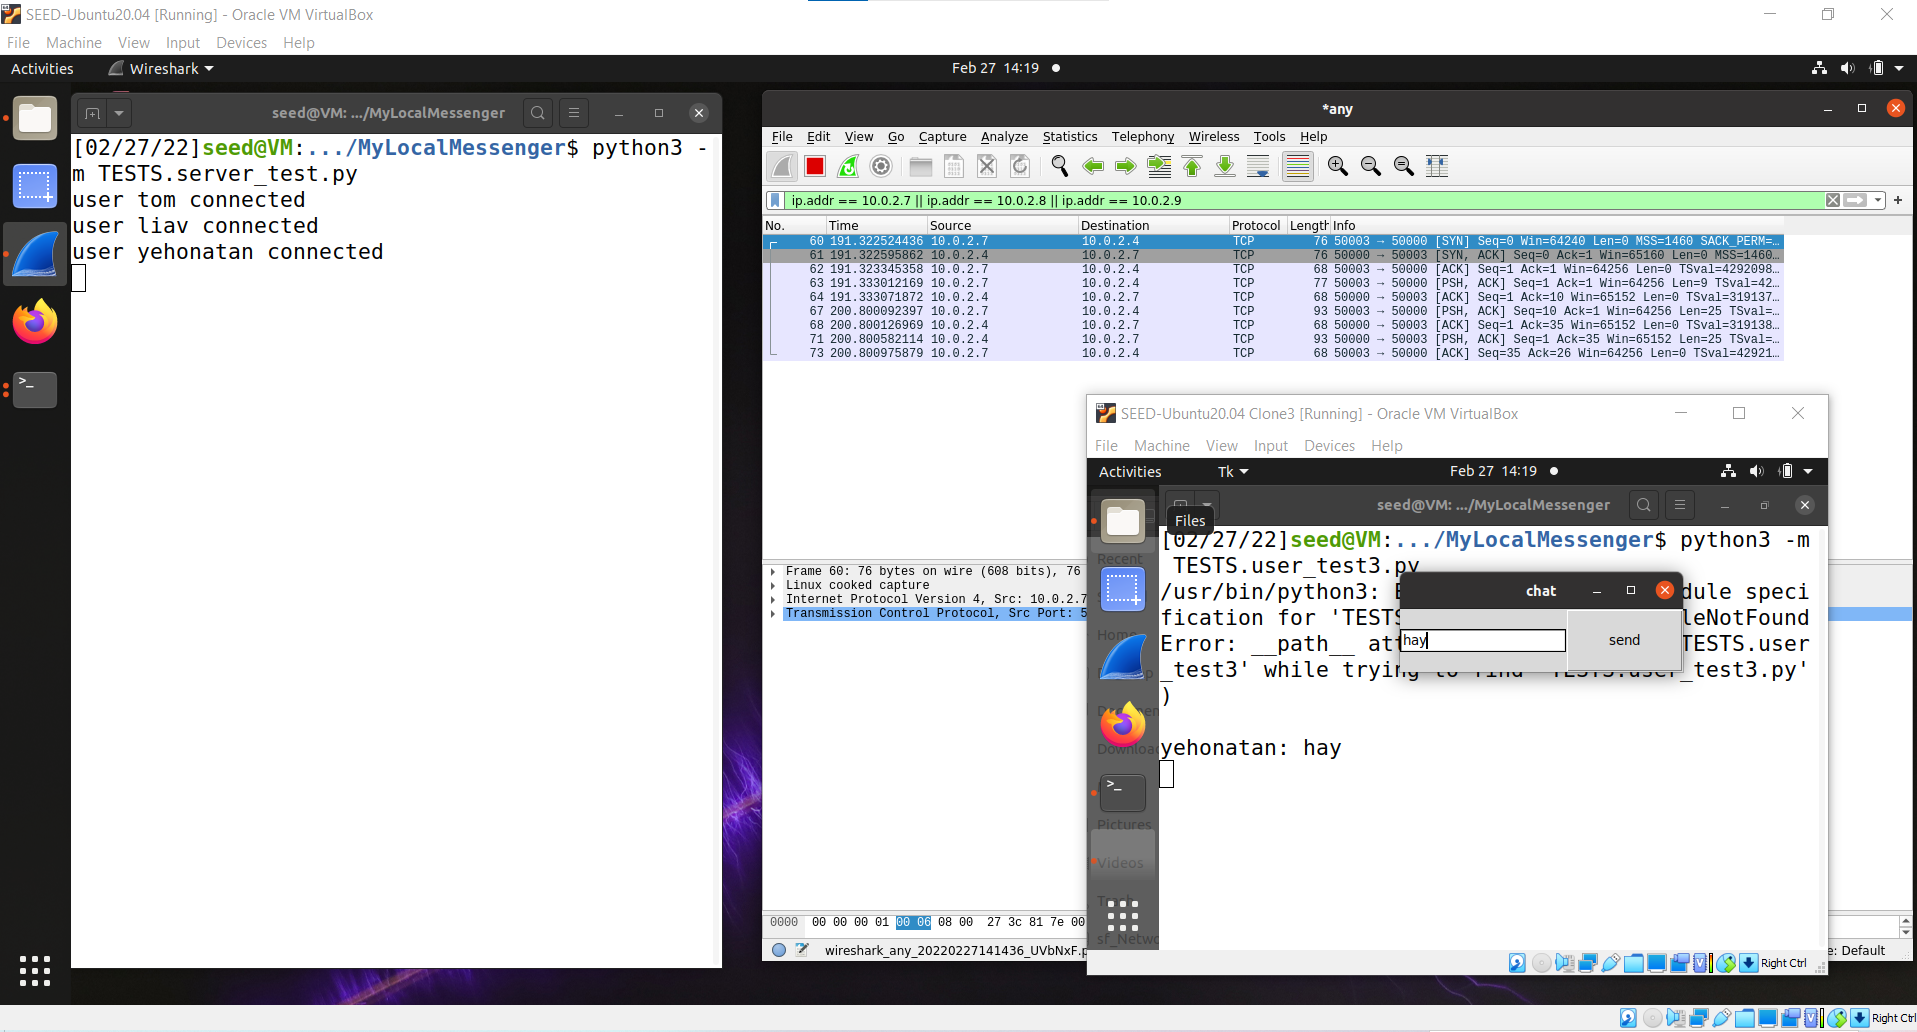 SEED-Ubuntu20.04 [Running] - Oracle VM VirtualBox
File Machine View Input Devices Help
Activities Wireshark Feb 27 14:19
seed@VM: .../MyLocalMessenger
[02/27/22]seed@VM:.../MyLocalMessenger$ python3 -
m TESTS.server_test.py
user tom connected
user liav connected
user yehonatan connected
*any
File Edit View Go Capture Analyze Statistics Telephony Wireless Tools Help
ip.addr == 10.0.2.7 || ip.addr == 10.0.2.8 || ip.addr == 10.0.2.9
No. Time Source Destination Protocol Length Info
60 191.322524436 10.0.2.7 10.0.2.4 TCP 76 50003 → 50000 [SYN] Seq=0 Win=64240 Len=0 MSS=1460 SACK_PERM=…
61 191.322595862 10.0.2.4 10.0.2.7 TCP 76 50000 → 50003 [SYN, ACK] Seq=0 Ack=1 Win=65160 Len=0 MSS=1460…
62 191.323345358 10.0.2.7 10.0.2.4 TCP 68 50003 → 50000 [ACK] Seq=1 Ack=1 Win=64256 Len=0 TSval=4292098…
63 191.333012169 10.0.2.7 10.0.2.4 TCP 77 50003 → 50000 [PSH, ACK] Seq=1 Ack=1 Win=64256 Len=9 TSval=42…
64 191.333071872 10.0.2.4 10.0.2.7 TCP 68 50000 → 50003 [ACK] Seq=1 Ack=10 Win=65152 Len=0 TSval=319137…
67 200.800092397 10.0.2.7 10.0.2.4 TCP 93 50003 → 50000 [PSH, ACK] Seq=10 Ack=1 Win=64256 Len=25 TSval=…
68 200.800126969 10.0.2.4 10.0.2.7 TCP 68 50000 → 50003 [ACK] Seq=1 Ack=35 Win=65152 Len=0 TSval=319138…
71 200.800582114 10.0.2.4 10.0.2.7 TCP 93 50000 → 50003 [PSH, ACK] Seq=1 Ack=35 Win=65152 Len=25 TSval=…
73 200.800975879 10.0.2.7 10.0.2.4 TCP 68 50003 → 50000 [ACK] Seq=35 Ack=26 Win=64256 Len=0 TSval=42921…
Frame 60: 76 bytes on wire (608 bits), 76
Linux cooked capture
Internet Protocol Version 4, Src: 10.0.2.7
Transmission Control Protocol, Src Port: 5
0000 00 00 00 01 00 06 08 00 27 3c 81 7e 00
wireshark_any_20220227141436_UVbNxF.p
: Default
SEED-Ubuntu20.04 Clone3 [Running] - Oracle VM VirtualBox
File Machine View Input Devices Help
Activities Tk Feb 27 14:19
seed@VM: .../MyLocalMessenger
Files
Recent
[02/27/22]seed@VM:.../MyLocalMessenger$ python3 -m
TESTS.user_test3.py
/usr/bin/python3: dule speci
fication for 'TESTS leNotFound
Error: __path__ att TESTS.user
_test3' while trying to find 'TESTS.user_test3.py'
)
yehonatan: hay
chat
hay
send
Pictures
Videos
Right Ctrl
Right Ctrl